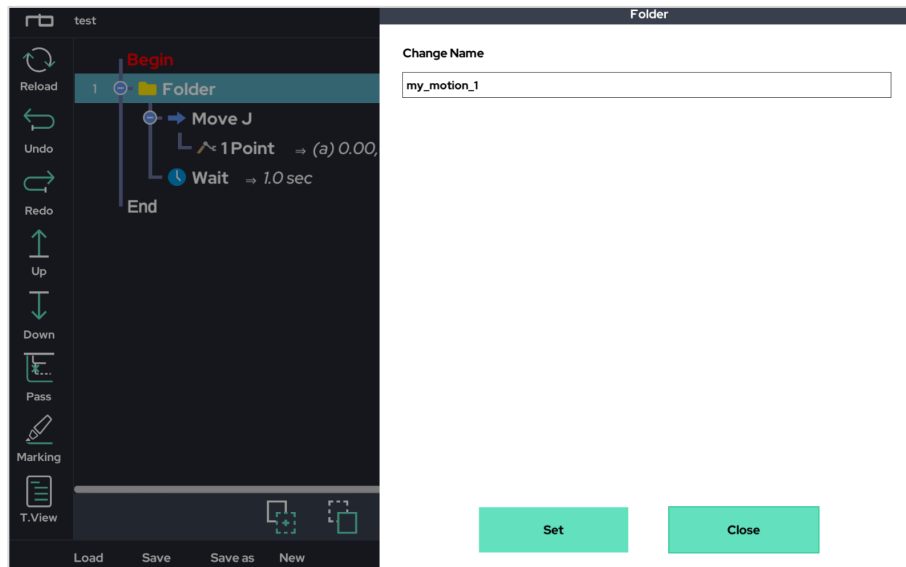 rb
test
Folder
Reload
Undo
Redo
Up
Down
Pass
Marking
T.View
Begin
1 Folder
Move J
1 Point ⇒ (a) 0.00,
Wait ⇒ 1.0 sec
End
Change Name
my_motion_1
Set
Close
Load Save Save as New